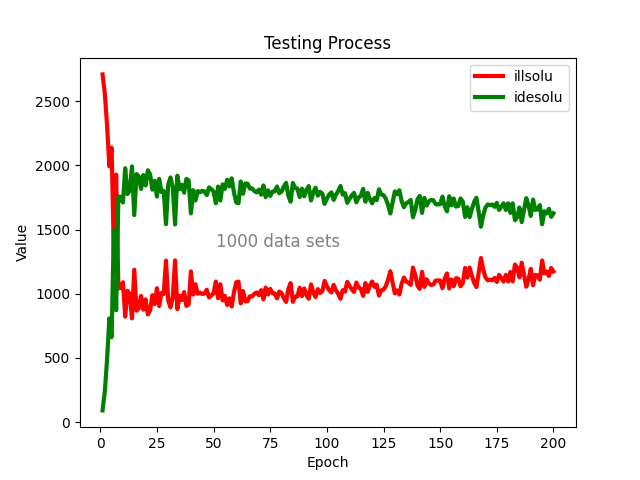 Testing Process
illsolu
idesolu
2500
2000
1500
1000
500
0
Value
1000 data sets
0 25 50 75 100 125 150 175 200
Epoch